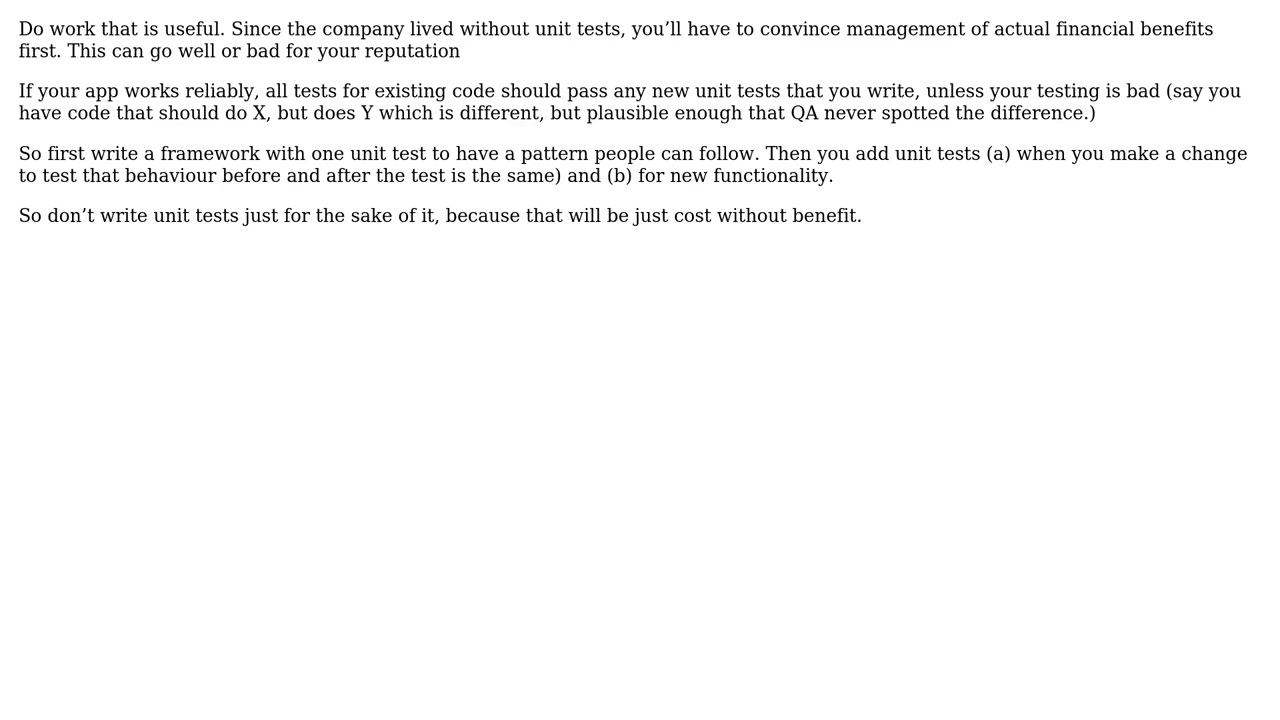 Do work that is useful. Since the company lived without unit tests, you’ll have to convince management of actual financial benefits
first. This can go well or bad for your reputation
If your app works reliably, all tests for existing code should pass any new unit tests that you write, unless your testing is bad (say you
have code that should do X, but does Y which is different, but plausible enough that QA never spotted the difference.)
So first write a framework with one unit test to have a pattern people can follow. Then you add unit tests (a) when you make a change
to test that behaviour before and after the test is the same) and (b) for new functionality.
So don’t write unit tests just for the sake of it, because that will be just cost without benefit.